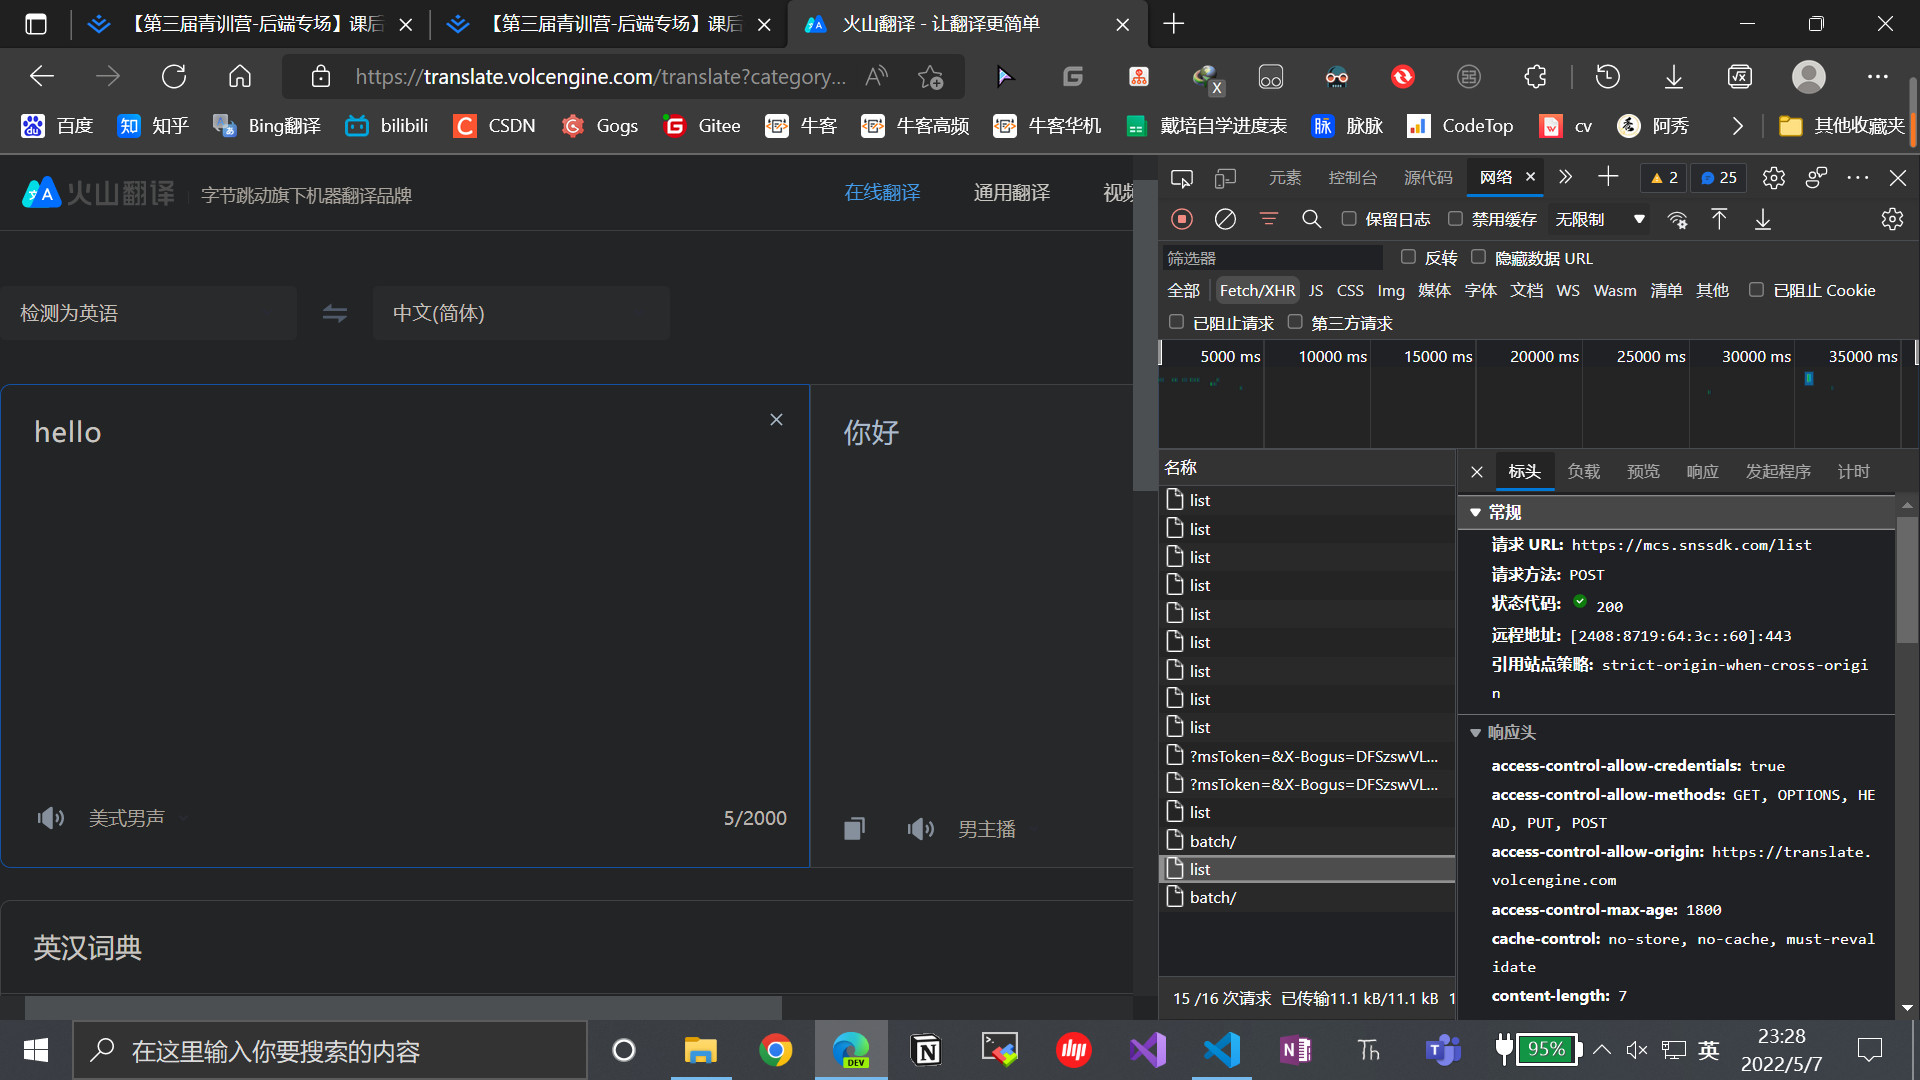 【第三届青训营-后端专场】课后
【第三届青训营-后端专场】课后
火山翻译 - 让翻译更简单
https://translate.volcengine.com/translate?category...
百度 知乎 Bing翻译 bilibili CSDN Gogs Gitee 牛客 牛客高频 牛客华机 戴培自学进度表 脉脉 CodeTop cv 阿秀 其他收藏夹
火山翻译 字节跳动旗下机器翻译品牌
在线翻译 通用翻译 视频
检测为英语
中文(简体)
hello
你好
美式男声
5/2000
男主播
英汉词典
元素 控制台 源代码 网络 2 25
保留日志 禁用缓存 无限制
筛选器 反转 隐藏数据 URL
全部 Fetch/XHR JS CSS Img 媒体 字体 文档 WS Wasm 清单 其他 已阻止 Cookie
已阻止请求 第三方请求
5000 ms 10000 ms 15000 ms 20000 ms 25000 ms 30000 ms 35000 ms
名称
list
list
list
list
list
list
list
list
list
?msToken=&X-Bogus=DFSzswVL...
?msToken=&X-Bogus=DFSzswVL...
list
batch/
list
batch/
15 /16 次请求 已传输11.1 kB/11.1 kB 1
标头 负载 预览 响应 发起程序 计时
常规
请求 URL: https://mcs.snssdk.com/list
请求方法: POST
状态代码: 200
远程地址: [2408:8719:64:3c::60]:443
引用站点策略: strict-origin-when-cross-origi
n
响应头
access-control-allow-credentials: true
access-control-allow-methods: GET, OPTIONS, HE
AD, PUT, POST
access-control-allow-origin: https://translate.
volcengine.com
access-control-max-age: 1800
cache-control: no-store, no-cache, must-reval
idate
content-length: 7
在这里输入你要搜索的内容
DEV
Th
95%
英
23:28
2022/5/7